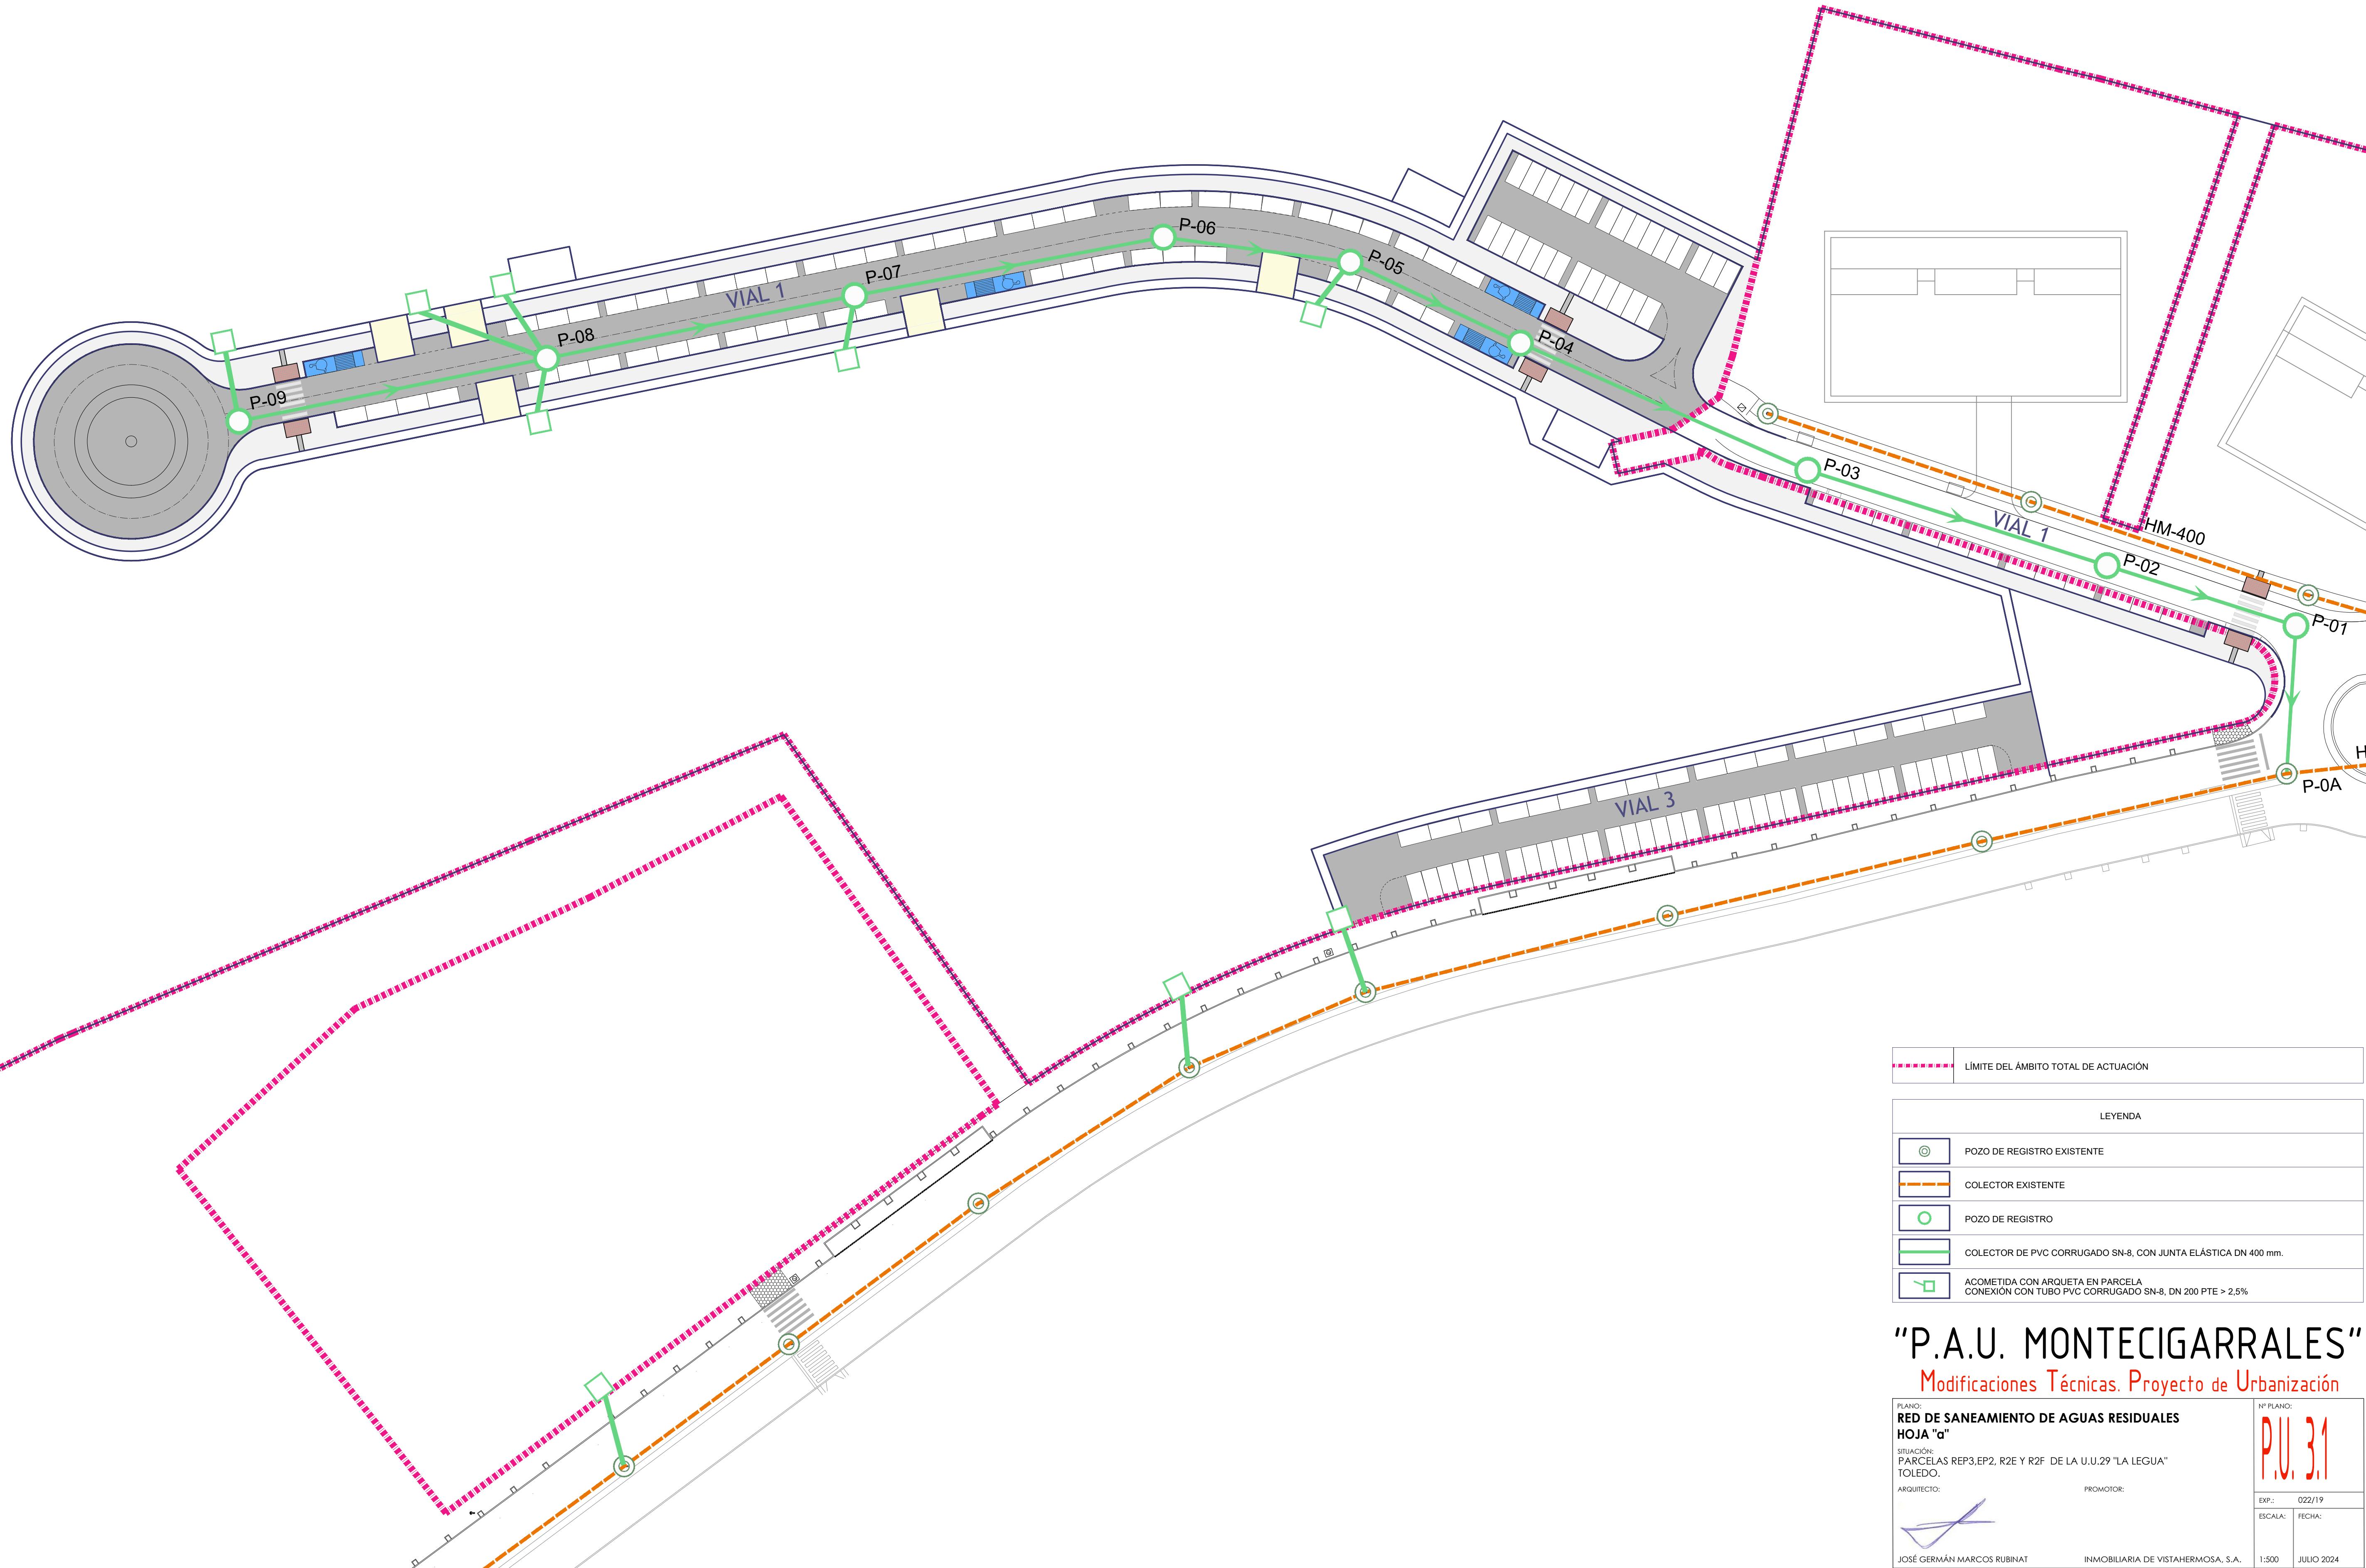 P-06
P-05
P-07
VIAL 1
P-08
P-04
P-09
P-03
VIAL 1
HM-400
P-02
P-01
H
P-0A
VIAL 3
LÍMITE DEL ÁMBITO TOTAL DE ACTUACIÓN
LEYENDA
POZO DE REGISTRO EXISTENTE
COLECTOR EXISTENTE
POZO DE REGISTRO
COLECTOR DE PVC CORRUGADO SN-8, CON JUNTA ELÁSTICA DN 400 mm.
ACOMETIDA CON ARQUETA EN PARCELA
CONEXIÓN CON TUBO PVC CORRUGADO SN-8, DN 200 PTE > 2,5%
"P.A.U. MONTECIGARRALES"
Modificaciones Técnicas. Proyecto de Urbanización
PLANO:
RED DE SANEAMIENTO DE AGUAS RESIDUALES
HOJA "a"
SITUACIÓN:
PARCELAS REP3,EP2, R2E Y R2F DE LA U.U.29 "LA LEGUA"
TOLEDO.
ARQUITECTO:
PROMOTOR:
JOSÉ GERMÁN MARCOS RUBINAT
INMOBILIARIA DE VISTAHERMOSA, S.A.
Nº PLANO:
P.U. 3.1
EXP.: 022/19
ESCALA: FECHA:
1:500 JULIO 2024